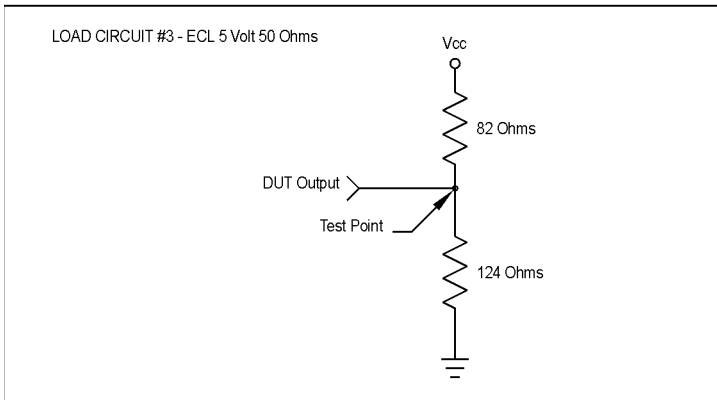 LOAD CIRCUIT #3 - ECL 5 Volt 50 Ohms
Vcc
82 Ohms
DUT Output
Test Point
124 Ohms